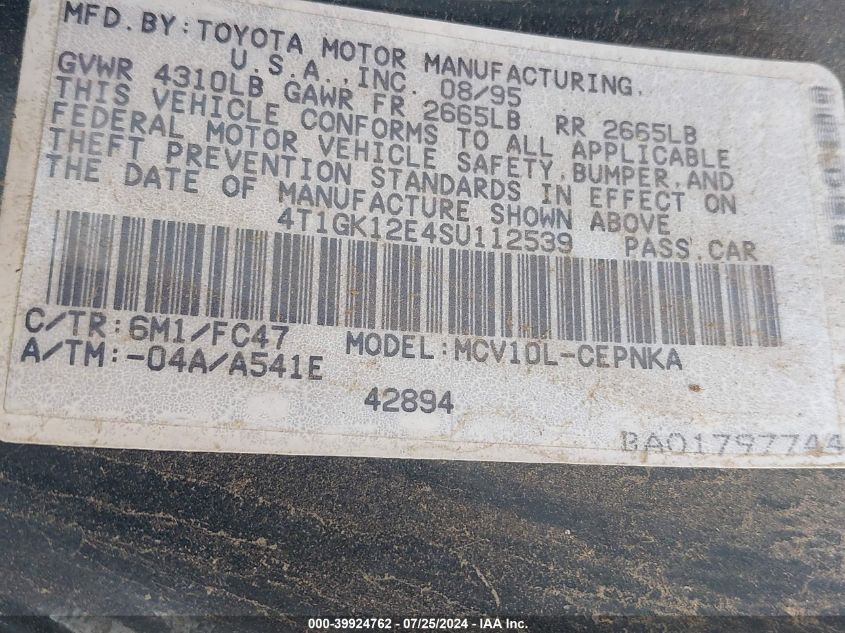 MFD.BY:TOYOTA MOTOR MANUFACTURING,
U.S.A.,INC. 08/95
GVWR 4310LB GAWR FR 2665LB RR 2665LB
THIS VEHICLE CONFORMS TO ALL APPLICABLE
FEDERAL MOTOR VEHICLE SAFETY,BUMPER,AND
THEFT PREVENTION STANDARDS IN EFFECT ON
THE DATE OF MANUFACTURE SHOWN ABOVE
4T1GK12E4SU112539 PASS.CAR
C/TR:6M1/FC47 MODEL:MCV10L-CEPNKA
A/TM:-04A/A541E
42894
BA01797744
000-39924762 - 07/25/2024 - IAA Inc.